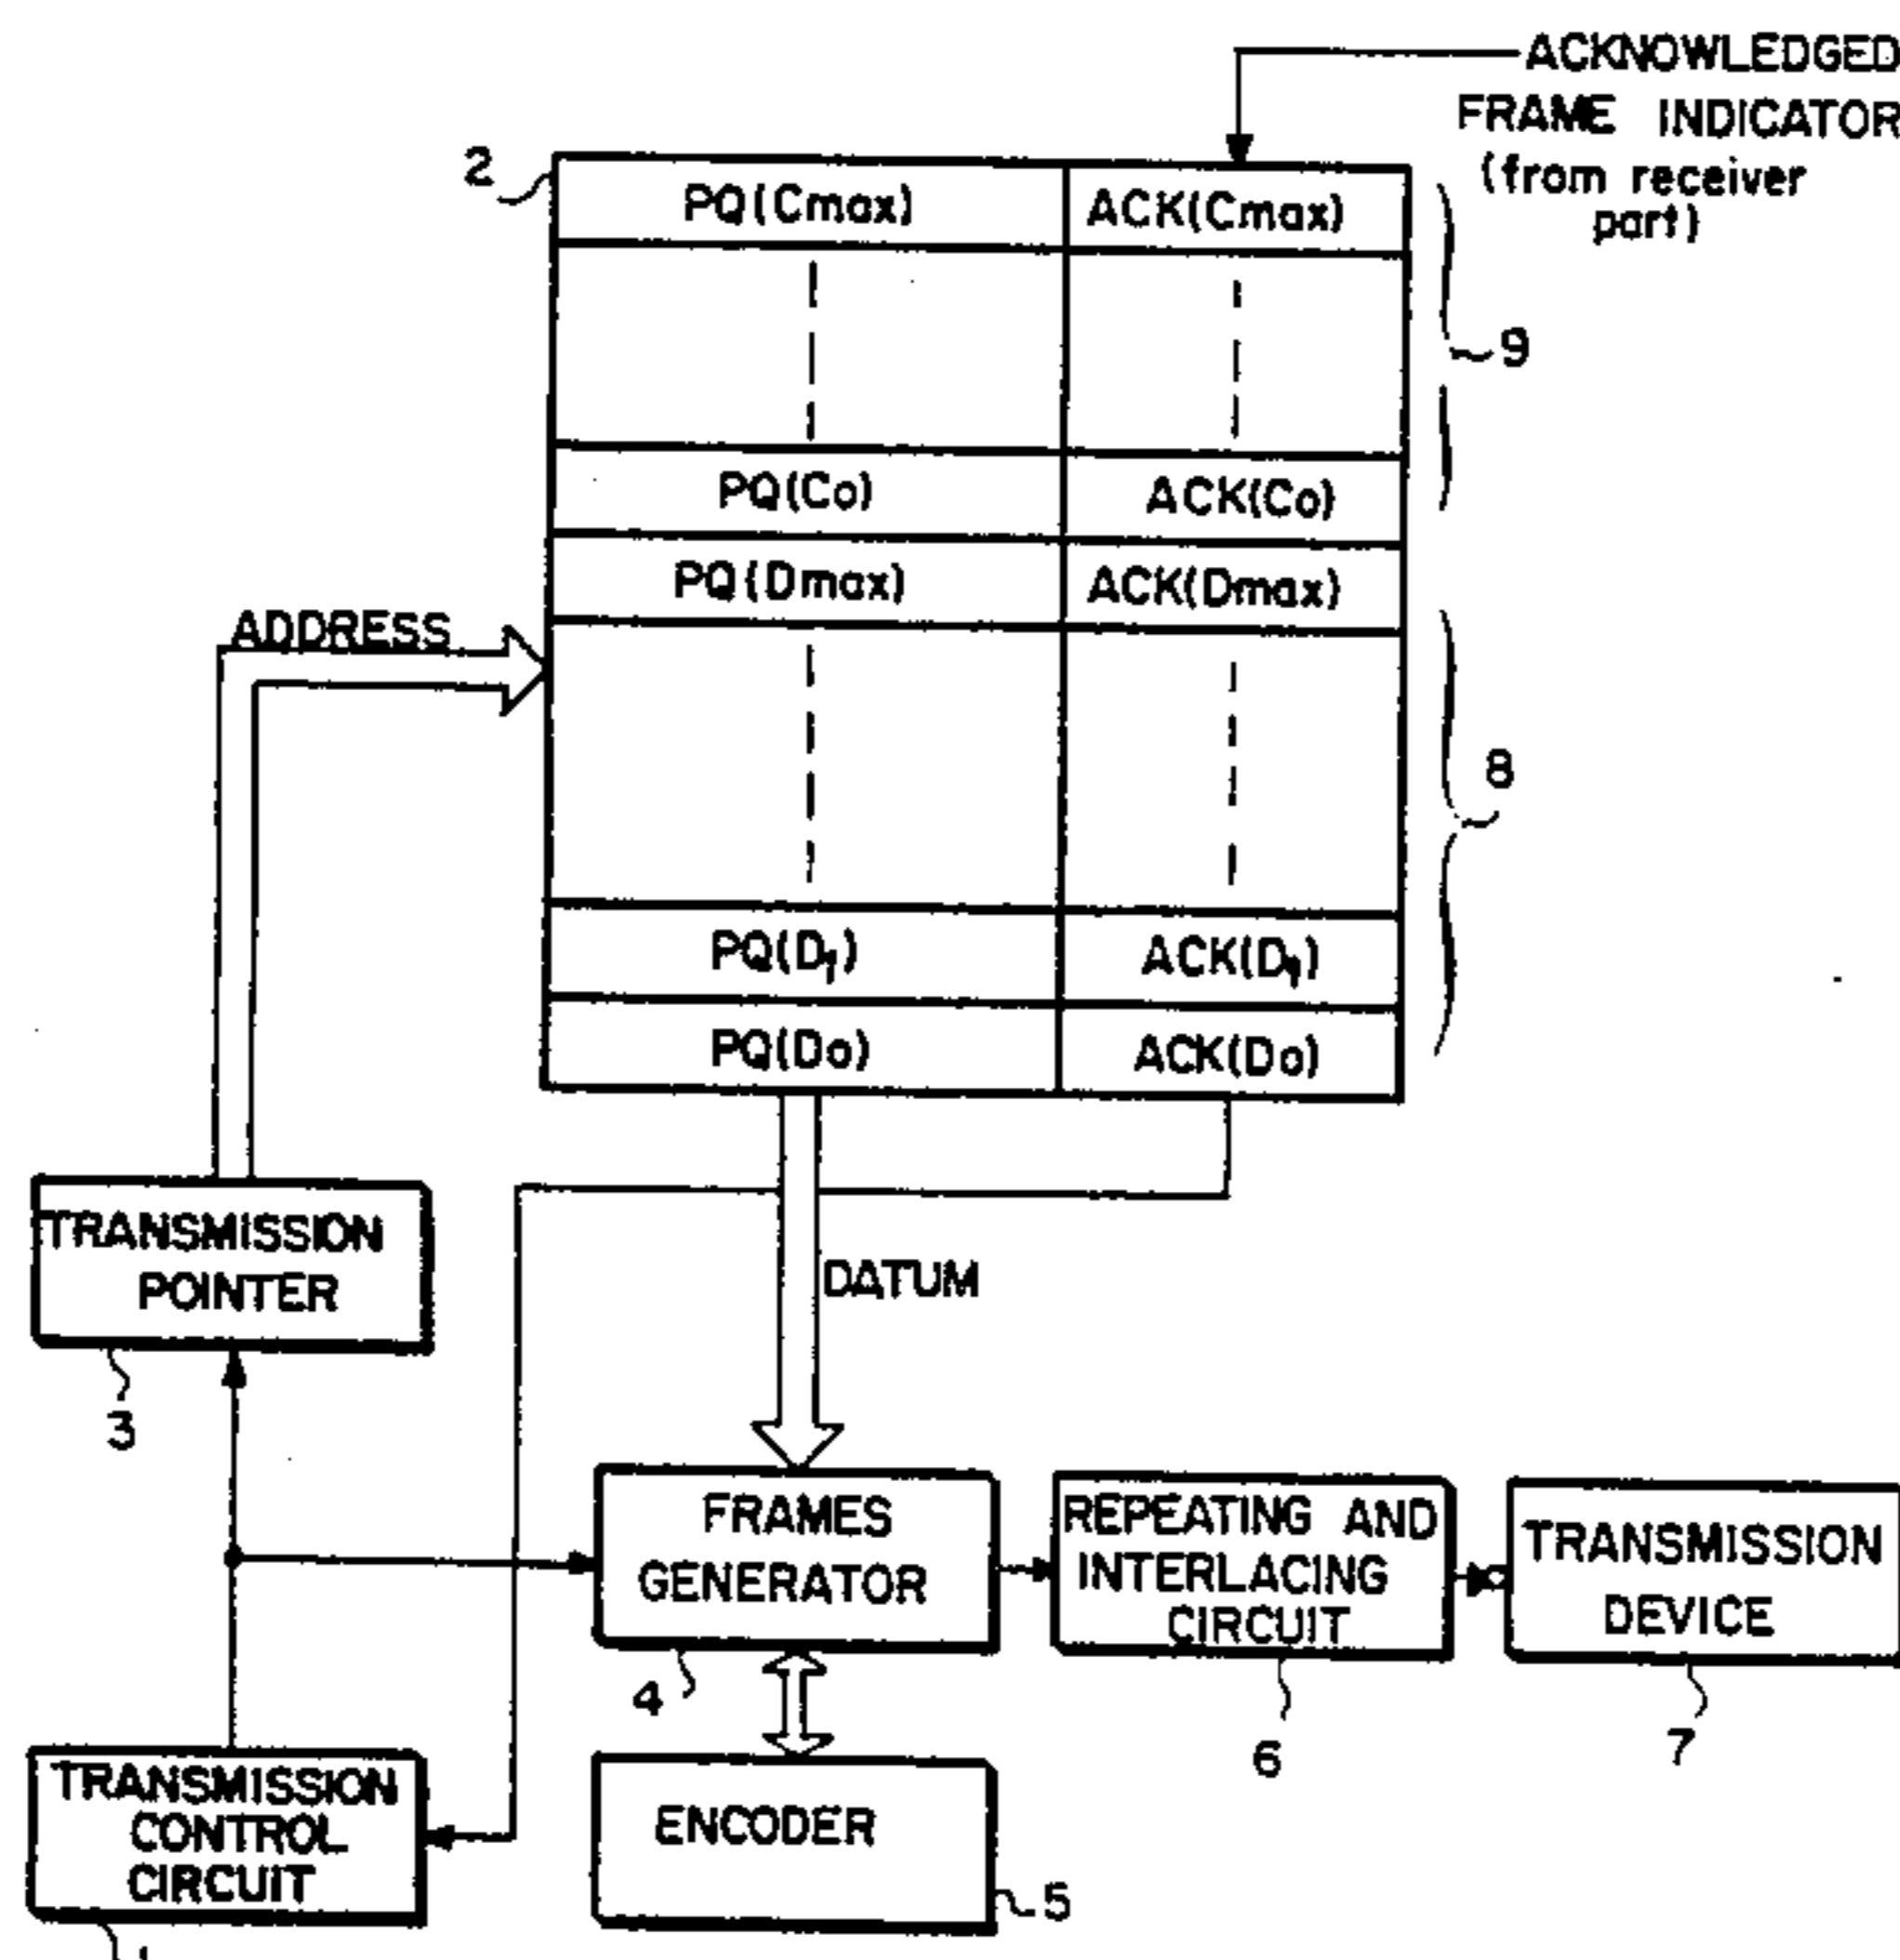 ACKNOWLEDGED
FRAME INDICATOR
(from receiver
part)
2
PQ(Cmax) ACK(Cmax)
9
PQ(Co) ACK(Co)
PQ(Dmax) ACK(Dmax)
ADDRESS
8
PQ(D1) ACK(D1)
PQ(Do) ACK(Do)
TRANSMISSION
POINTER
3
DATUM
FRAMES
GENERATOR
4
REPEATING AND
INTERLACING
CIRCUIT
6
TRANSMISSION
DEVICE
7
TRANSMISSION
CONTROL
CIRCUIT
1
ENCODER
5